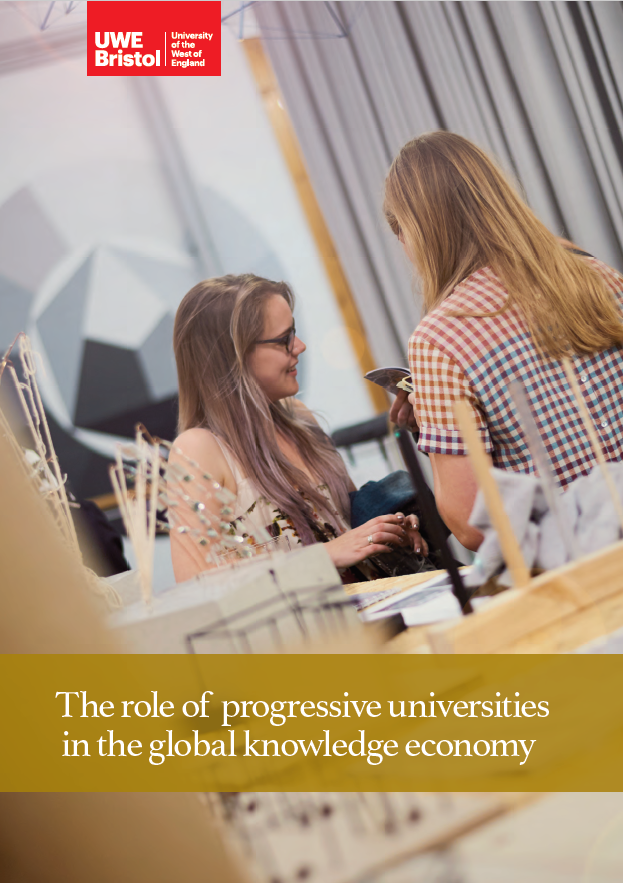 UWE
Bristol
University
of the
West of
England
The role of progressive universities
in the global knowledge economy